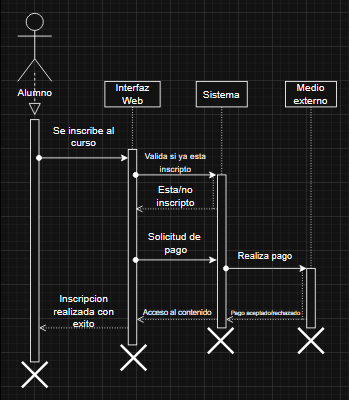 Alumno
Interfaz
Web
Sistema
Medio
externo
Se inscribe al
curso
Valida si ya esta
inscripto
Esta/no
inscripto
Solicitud de
pago
Realiza pago
Inscripcion
realizada con
exito
Acceso al contenido
Pago aceptado/rechazado